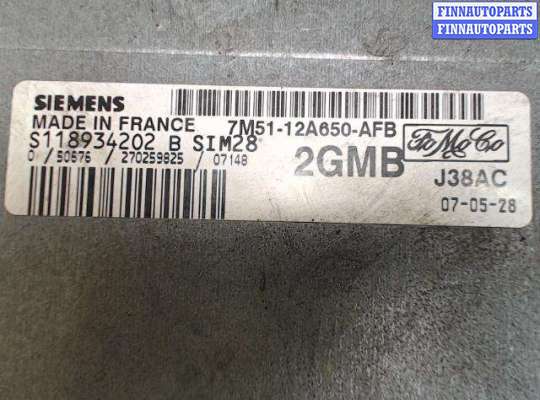 FINNAUTOPARTS
FINNAUTOPARTS
SIEMENS
MADE IN FRANCE 7M51-12A650-AFB
S118934202 B SIM28
0 / 50676 / 270259825 / 07148
2GMB
FoMoCo
J38AC
07-05-28